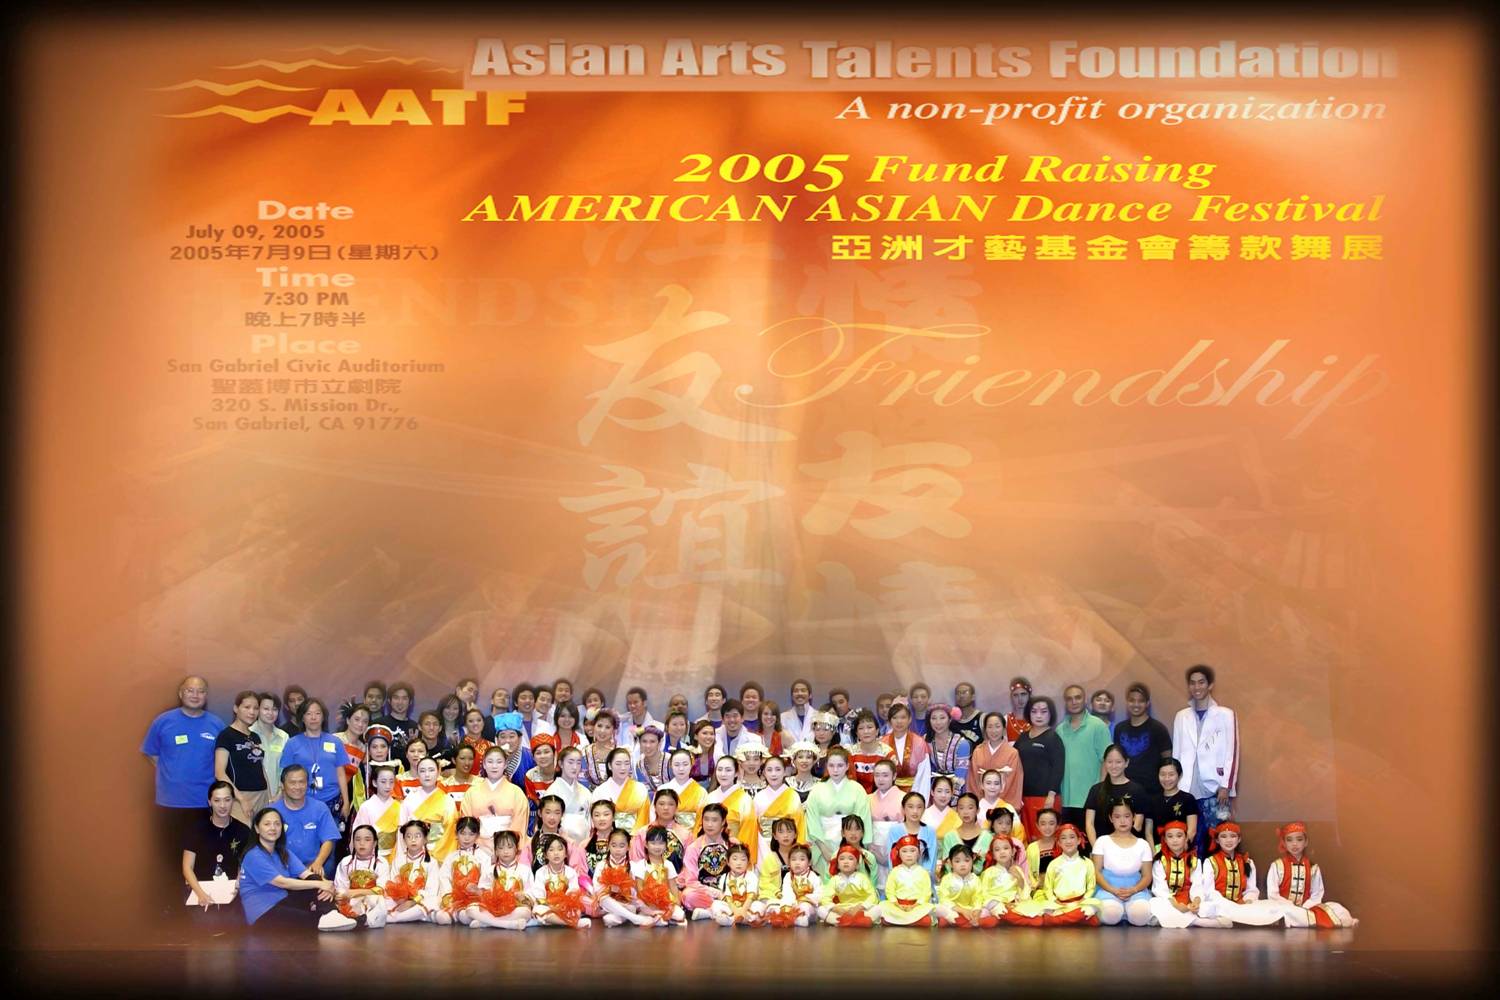 Asian Arts Talents Foundation
AATF
A non-profit organization
2005 Fund Raising
AMERICAN ASIAN Dance Festival
亞洲才藝基金會籌款舞展
Date
July 09, 2005
2005年7月9日(星期六)
Time
7:30 PM
晚上7時半
Place
San Gabriel Civic Auditorium
聖蓋博市立劇院
320 S. Mission Dr.,
San Gabriel, CA 91776
Friendship
友誼
友情